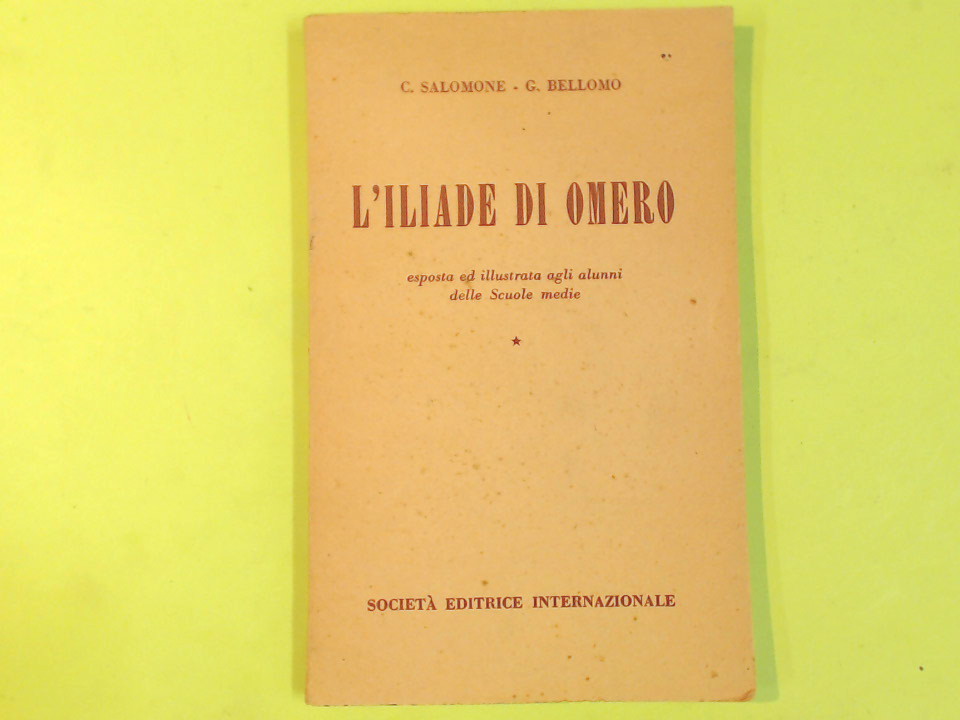 C. SALOMONE - G. BELLOMO
L'ILIADE DI OMERO
esposta ed illustrata agli alunni
delle Scuole medie
SOCIETÀ EDITRICE INTERNAZIONALE